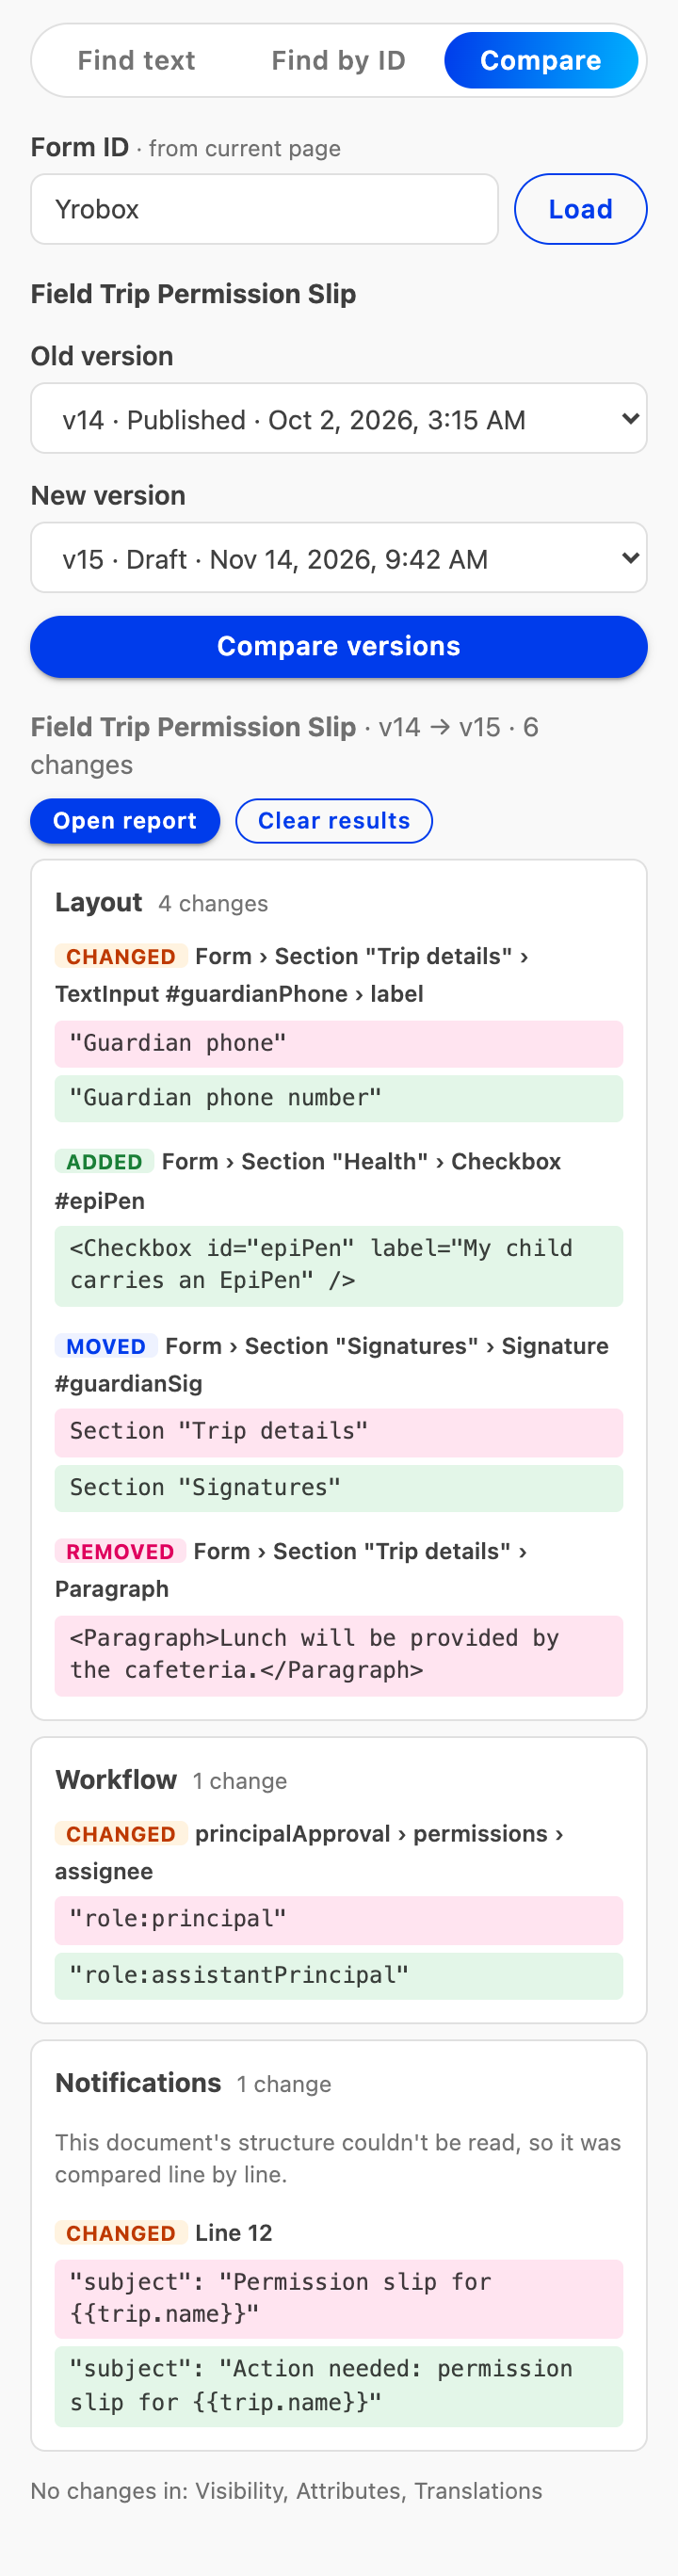 Find text
Find by ID
Compare
Form ID · from current page
Yrobox
Load
Field Trip Permission Slip
Old version
v14 · Published · Oct 2, 2026, 3:15 AM
New version
v15 · Draft · Nov 14, 2026, 9:42 AM
Compare versions
Field Trip Permission Slip · v14 → v15 · 6
changes
Open report
Clear results
Layout 4 changes
CHANGED Form › Section "Trip details" ›
TextInput #guardianPhone › label
"Guardian phone"
"Guardian phone number"
ADDED Form › Section "Health" › Checkbox
#epiPen
<Checkbox id="epiPen" label="My child
carries an EpiPen" />
MOVED Form › Section "Signatures" › Signature
#guardianSig
Section "Trip details"
Section "Signatures"
REMOVED Form › Section "Trip details" ›
Paragraph
<Paragraph>Lunch will be provided by
the cafeteria.</Paragraph>
Workflow 1 change
CHANGED principalApproval › permissions ›
assignee
"role:principal"
"role:assistantPrincipal"
Notifications 1 change
This document's structure couldn't be read, so it was
compared line by line.
CHANGED Line 12
"subject": "Permission slip for
{{trip.name}}"
"subject": "Action needed: permission
slip for {{trip.name}}"
No changes in: Visibility, Attributes, Translations